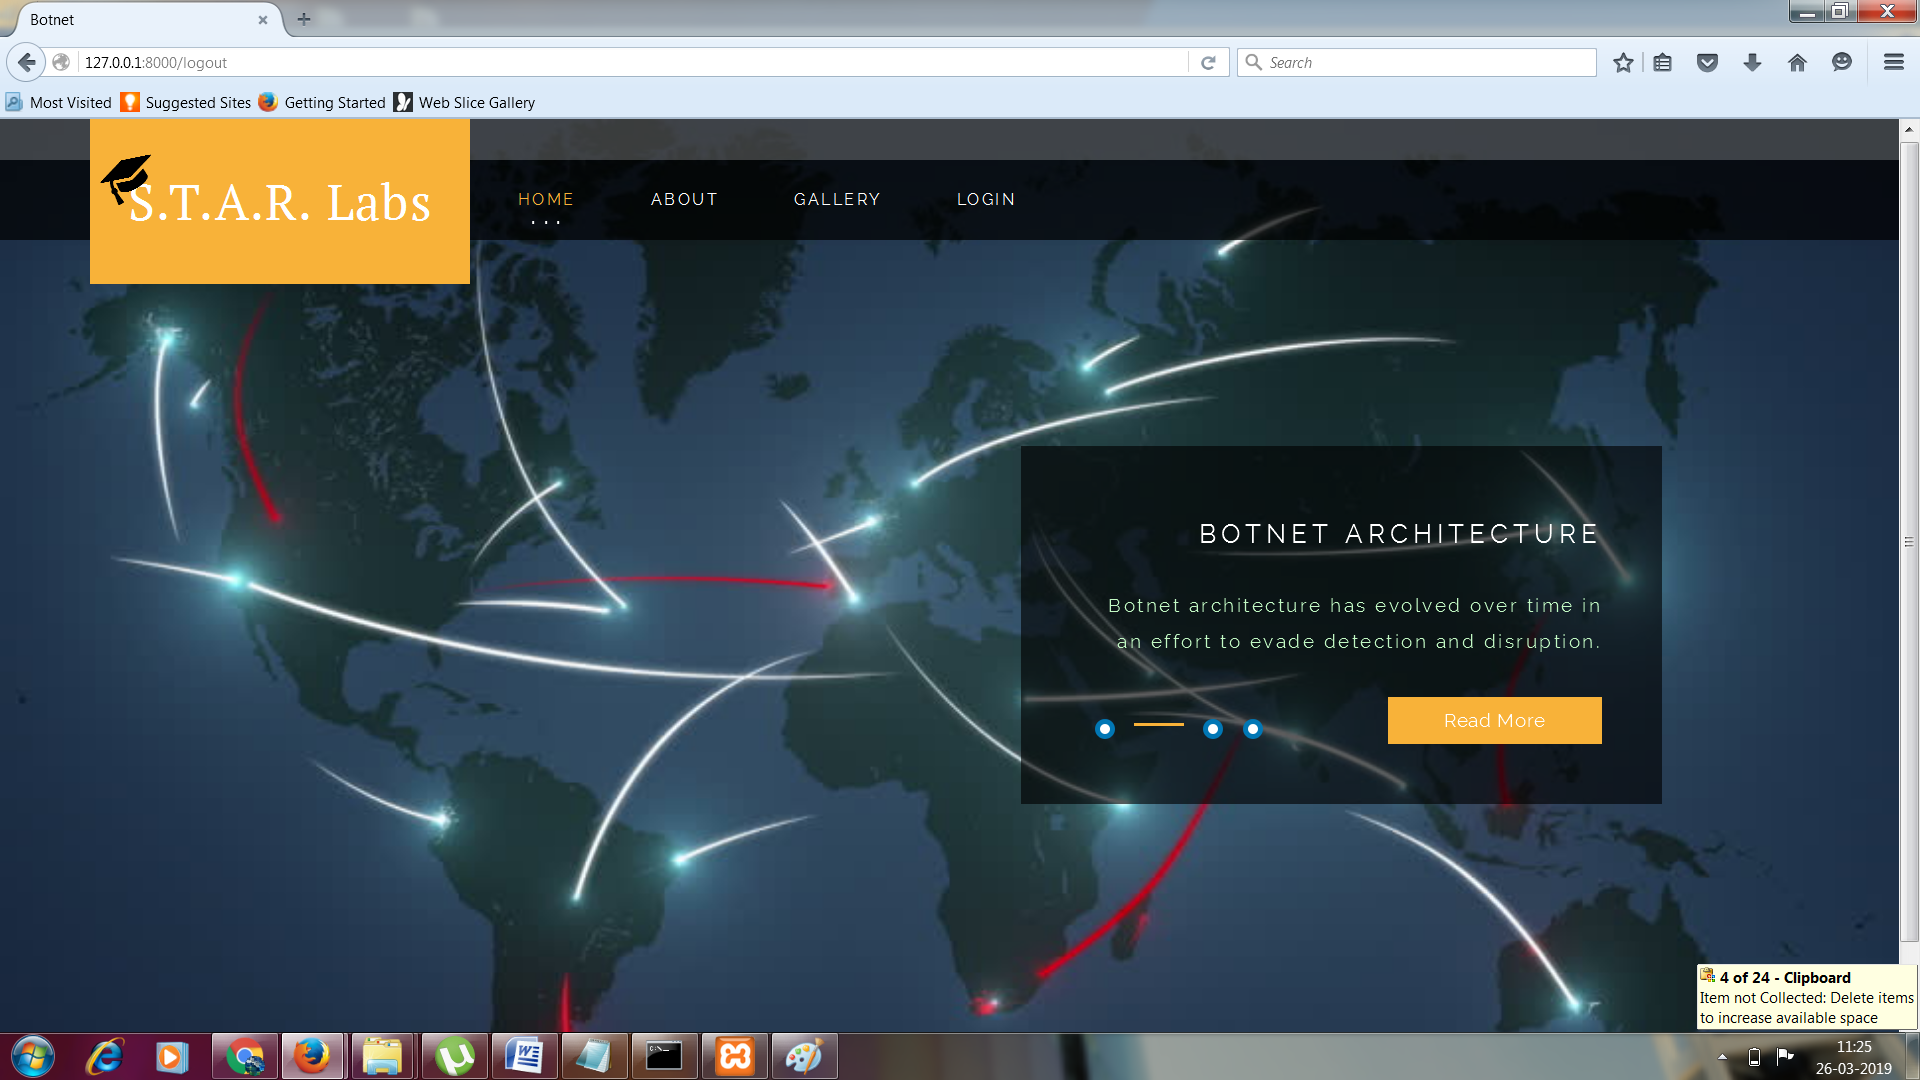 Botnet
127.0.0.1:8000/logout
Search
Most Visited
Suggested Sites
Getting Started
Web Slice Gallery
S.T.A.R. Labs
HOME
ABOUT
GALLERY
LOGIN
BOTNET ARCHITECTURE
Botnet architecture has evolved over time in
an effort to evade detection and disruption.
Read More
4 of 24 - Clipboard
Item not Collected: Delete items
to increase available space
11:25
26-03-2019